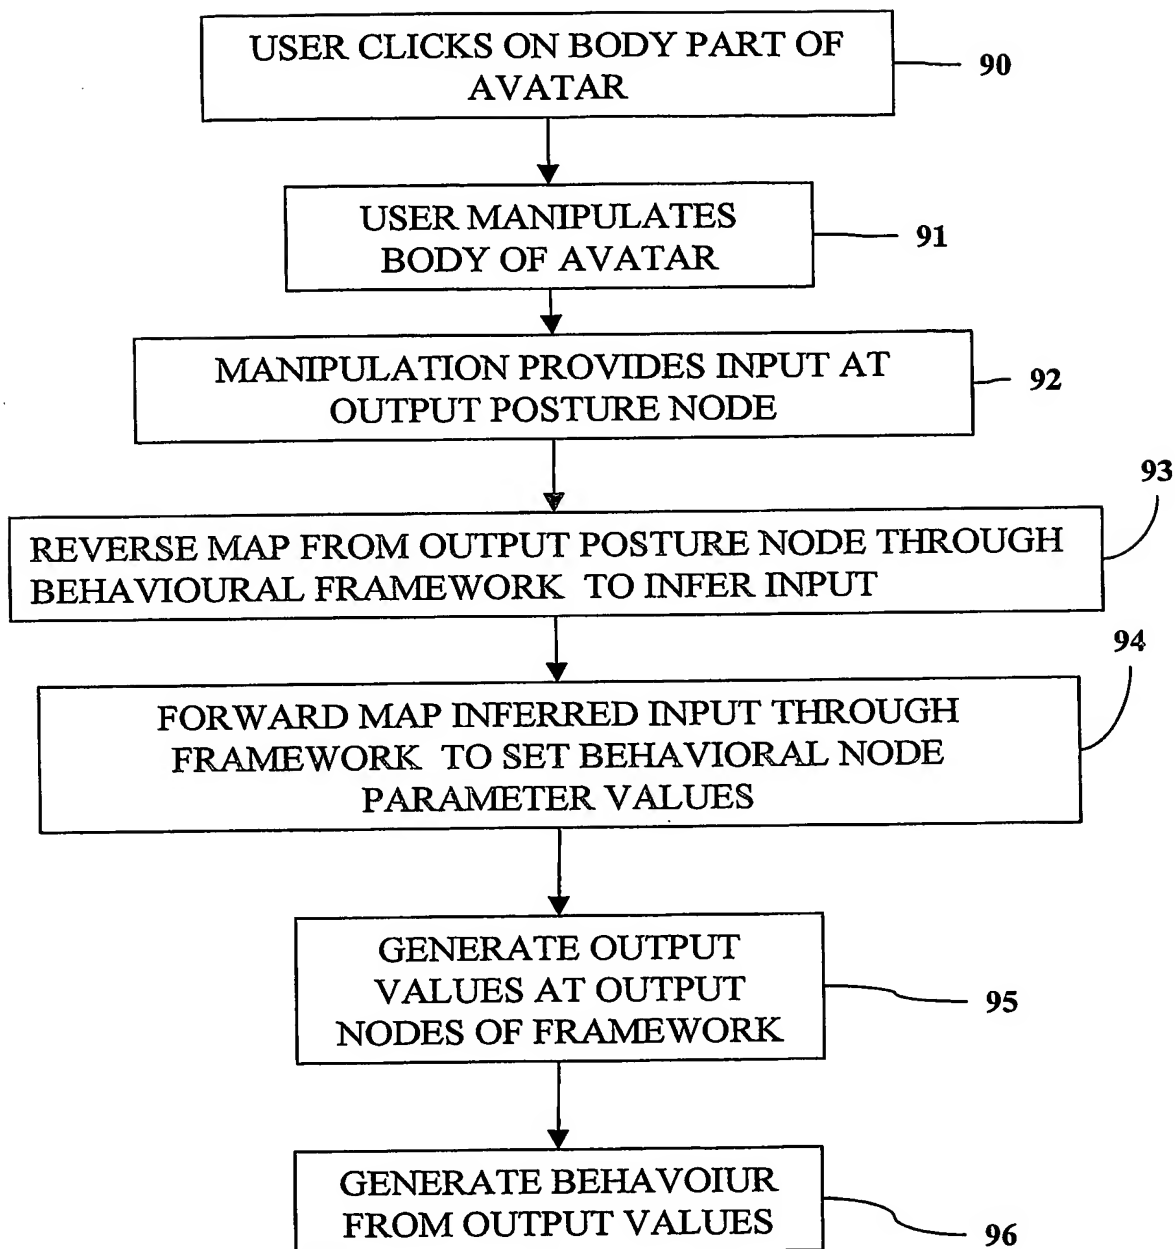 USER CLICKS ON BODY PART OF
AVATAR
90
USER MANIPULATES
BODY OF AVATAR
91
MANIPULATION PROVIDES INPUT AT
OUTPUT POSTURE NODE
92
93
REVERSE MAP FROM OUTPUT POSTURE NODE THROUGH
BEHAVIOURAL FRAMEWORK TO INFER INPUT
94
FORWARD MAP INFERRED INPUT THROUGH
FRAMEWORK TO SET BEHAVIORAL NODE
PARAMETER VALUES
GENERATE OUTPUT
VALUES AT OUTPUT
NODES OF FRAMEWORK
95
GENERATE BEHAVOIUR
FROM OUTPUT VALUES
96